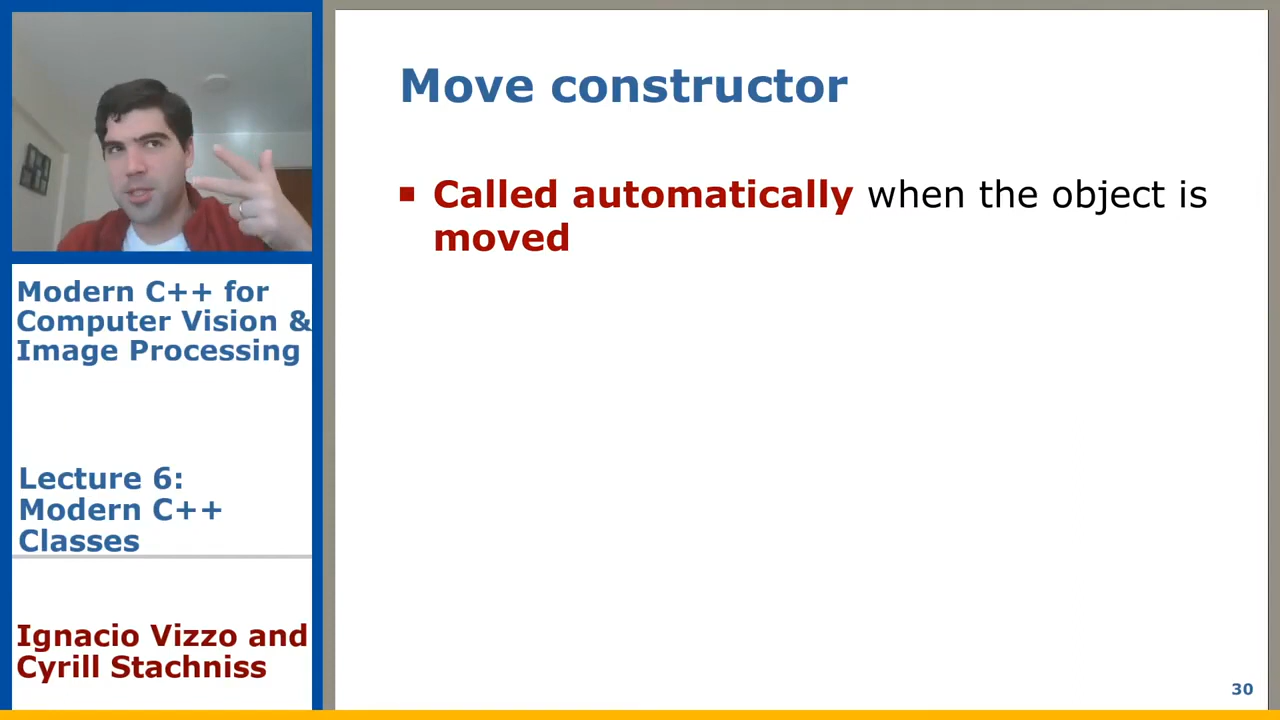 Move constructor
Called automatically when the object is
moved
Modern C++ for
Computer Vision &
Image Processing
Lecture 6:
Modern C++
Classes
Ignacio Vizzo and
Cyrill Stachniss
30